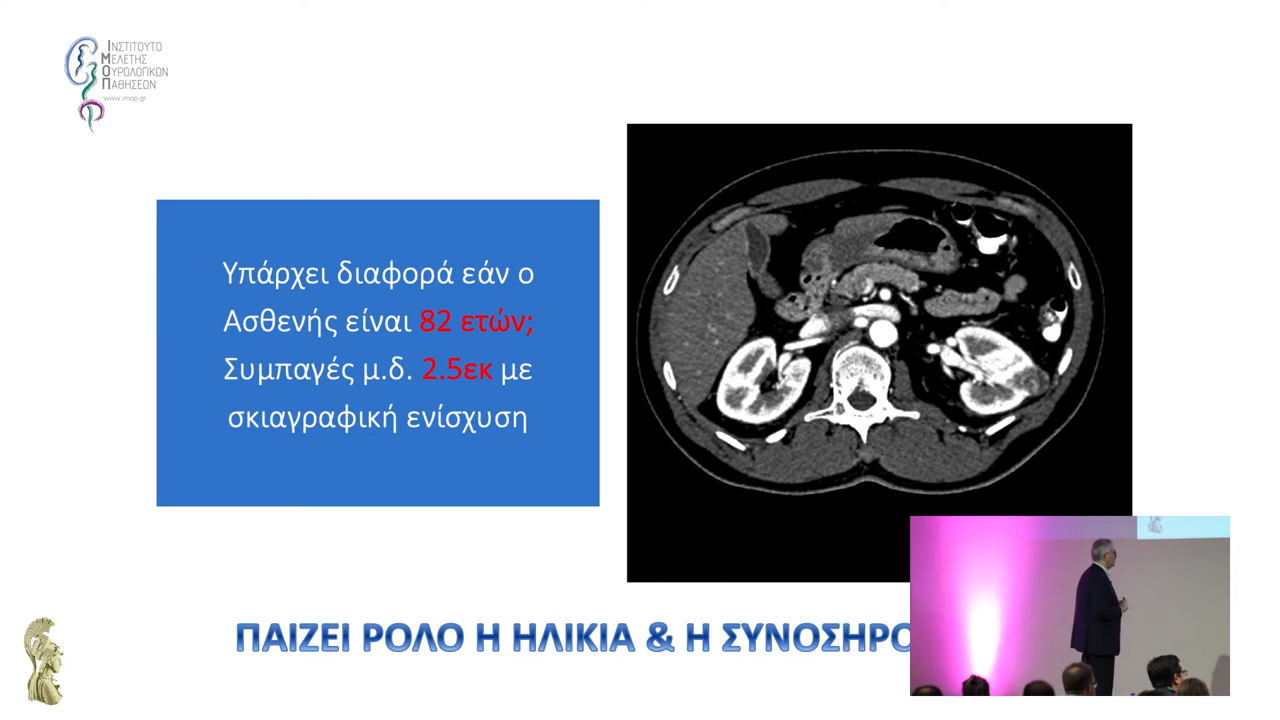 ΙΝΣΤΙΤΟΥΤΟ
ΜΕΛΕΤΗΣ
ΟΥΡΟΛΟΓΙΚΩΝ
ΠΑΘΗΣΕΩΝ
www.imop.gr
Υπάρχει διαφορά εάν ο
Ασθενής είναι 82 ετών;
Συμπαγές μ.δ. 2.5εκ με
σκιαγραφική ενίσχυση
ΠΑΙΖΕΙ ΡΟΛΟ Η ΗΛΙΚΙΑ & Η ΣΥΝΟΣΗΡΟ